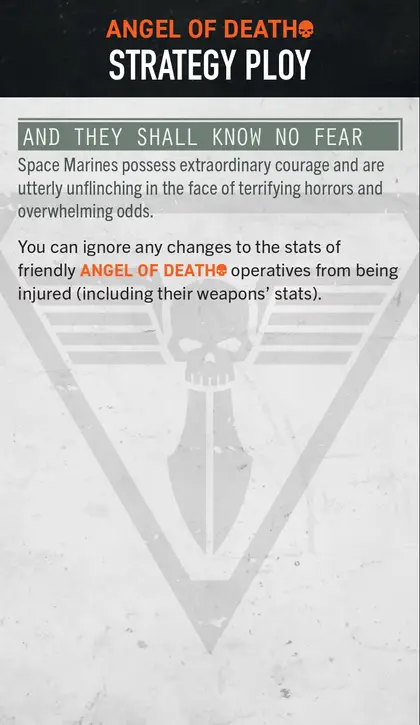 ANGEL OF DEATH
STRATEGY PLOY
AND THEY SHALL KNOW NO FEAR
Space Marines possess extraordinary courage and are
utterly unflinching in the face of terrifying horrors and
overwhelming odds.
You can ignore any changes to the stats of
friendly ANGEL OF DEATH operatives from being
injured (including their weapons’ stats).